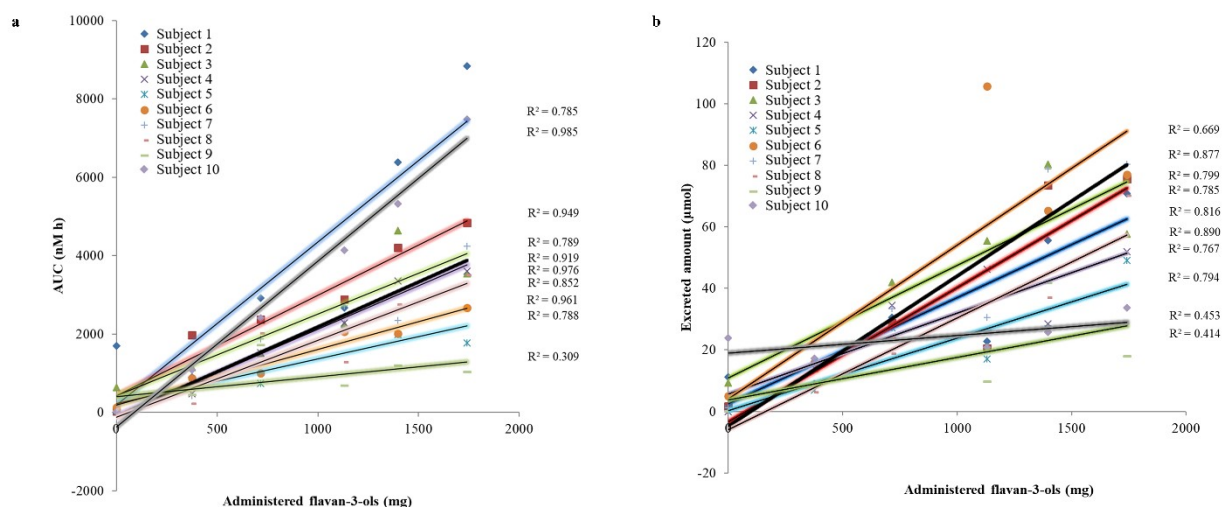 a
10000
8000
6000
4000
2000
0
-2000
AUC (nM h)
Subject 1
Subject 2
Subject 3
Subject 4
Subject 5
Subject 6
Subject 7
Subject 8
Subject 9
Subject 10
R² = 0.785
R² = 0.985
R² = 0.949
R² = 0.789
R² = 0.919
R² = 0.976
R² = 0.852
R² = 0.961
R² = 0.788
R² = 0.309
0 500 1000 1500 2000
Administered flavan-3-ols (mg)
b
120
100
80
60
40
20
0
-20
Excreted amount (µmol)
Subject 1
Subject 2
Subject 3
Subject 4
Subject 5
Subject 6
Subject 7
Subject 8
Subject 9
Subject 10
R² = 0.669
R² = 0.877
R² = 0.799
R² = 0.785
R² = 0.816
R² = 0.890
R² = 0.767
R² = 0.794
R² = 0.453
R² = 0.414
0 500 1000 1500 2000
Administered flavan-3-ols (mg)